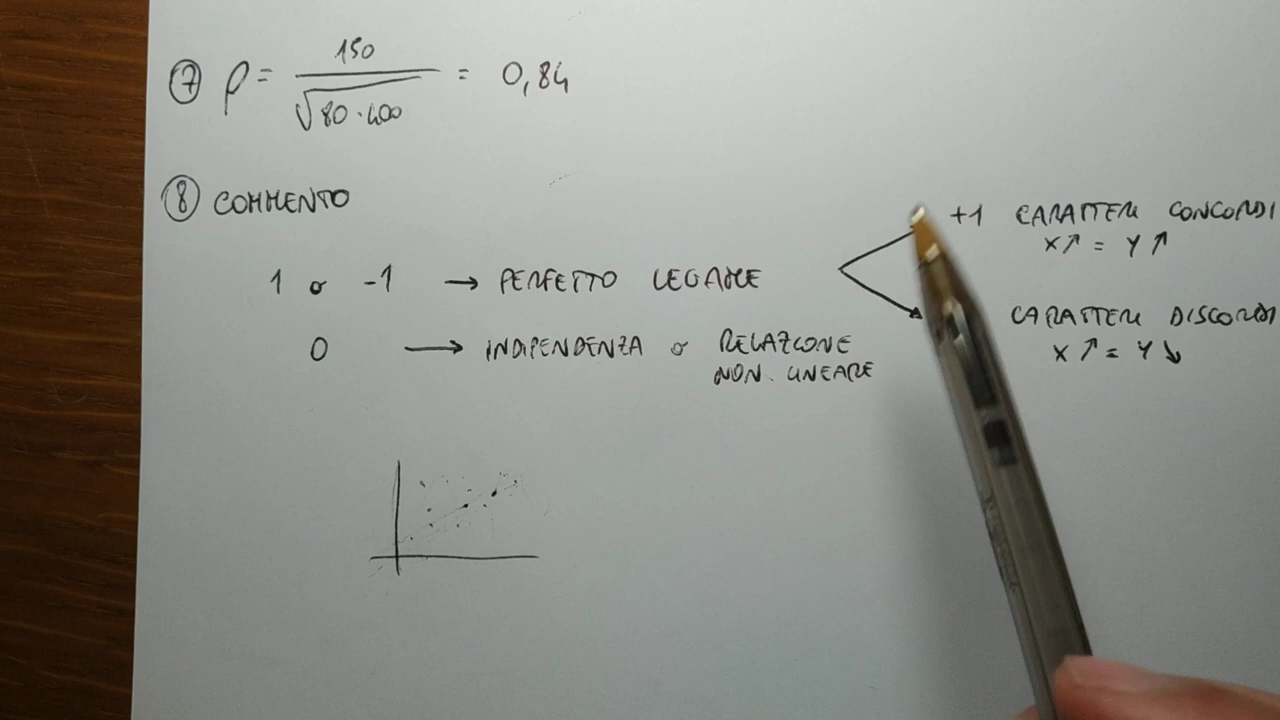 7 ρ = 150 / √80·400 = 0,84
8 COMMENTO
+1 CARATTERI CONCORDI
X↗ = Y↗
1 o -1 → PERFETTO LEGAME
CARATTERI DISCORDI
X↗ = Y↘
0 → INDIPENDENZA o RELAZIONE
NON. LINEARE